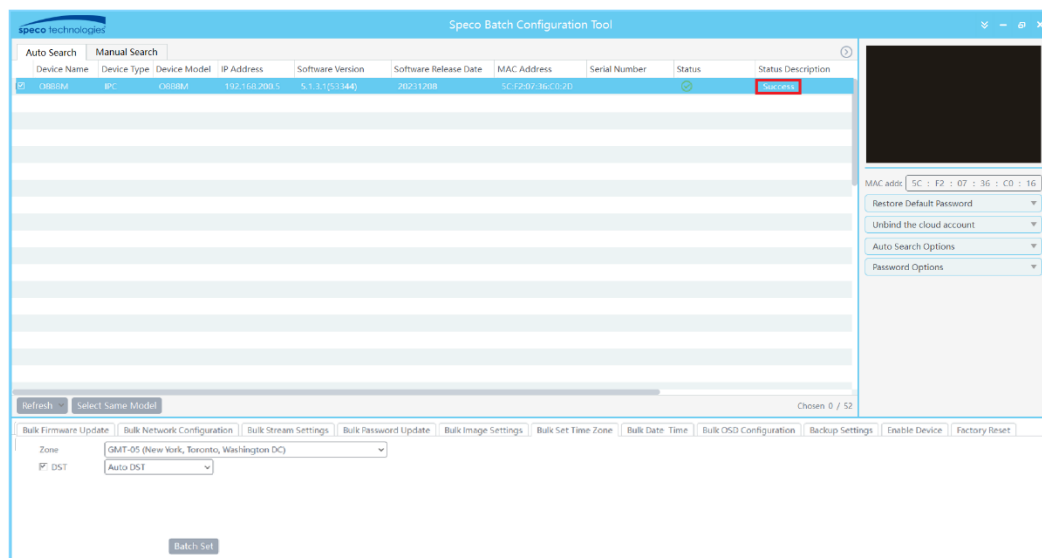 speco technologies
Speco Batch Configuration Tool
Auto Search Manual Search
Device Name Device Type Device Model IP Address Software Version Software Release Date MAC Address Serial Number Status Status Description
O8BBM IPC O8BBM 192.168.200.5 5.1.3.1(53344) 20231208 5C:F2:07:36:C0:2D Success
MAC addr 5C : F2 : 07 : 36 : C0 : 16
Restore Default Password
Unbind the cloud account
Auto Search Options
Password Options
Refresh Select Same Model Chosen 0 / 52
Bulk Firmware Update Bulk Network Configuration Bulk Stream Settings Bulk Password Update Bulk Image Settings Bulk Set Time Zone Bulk Date Time Bulk OSD Configuration Backup Settings Enable Device Factory Reset
Zone GMT-05 (New York, Toronto, Washington DC)
DST Auto DST
Batch Set